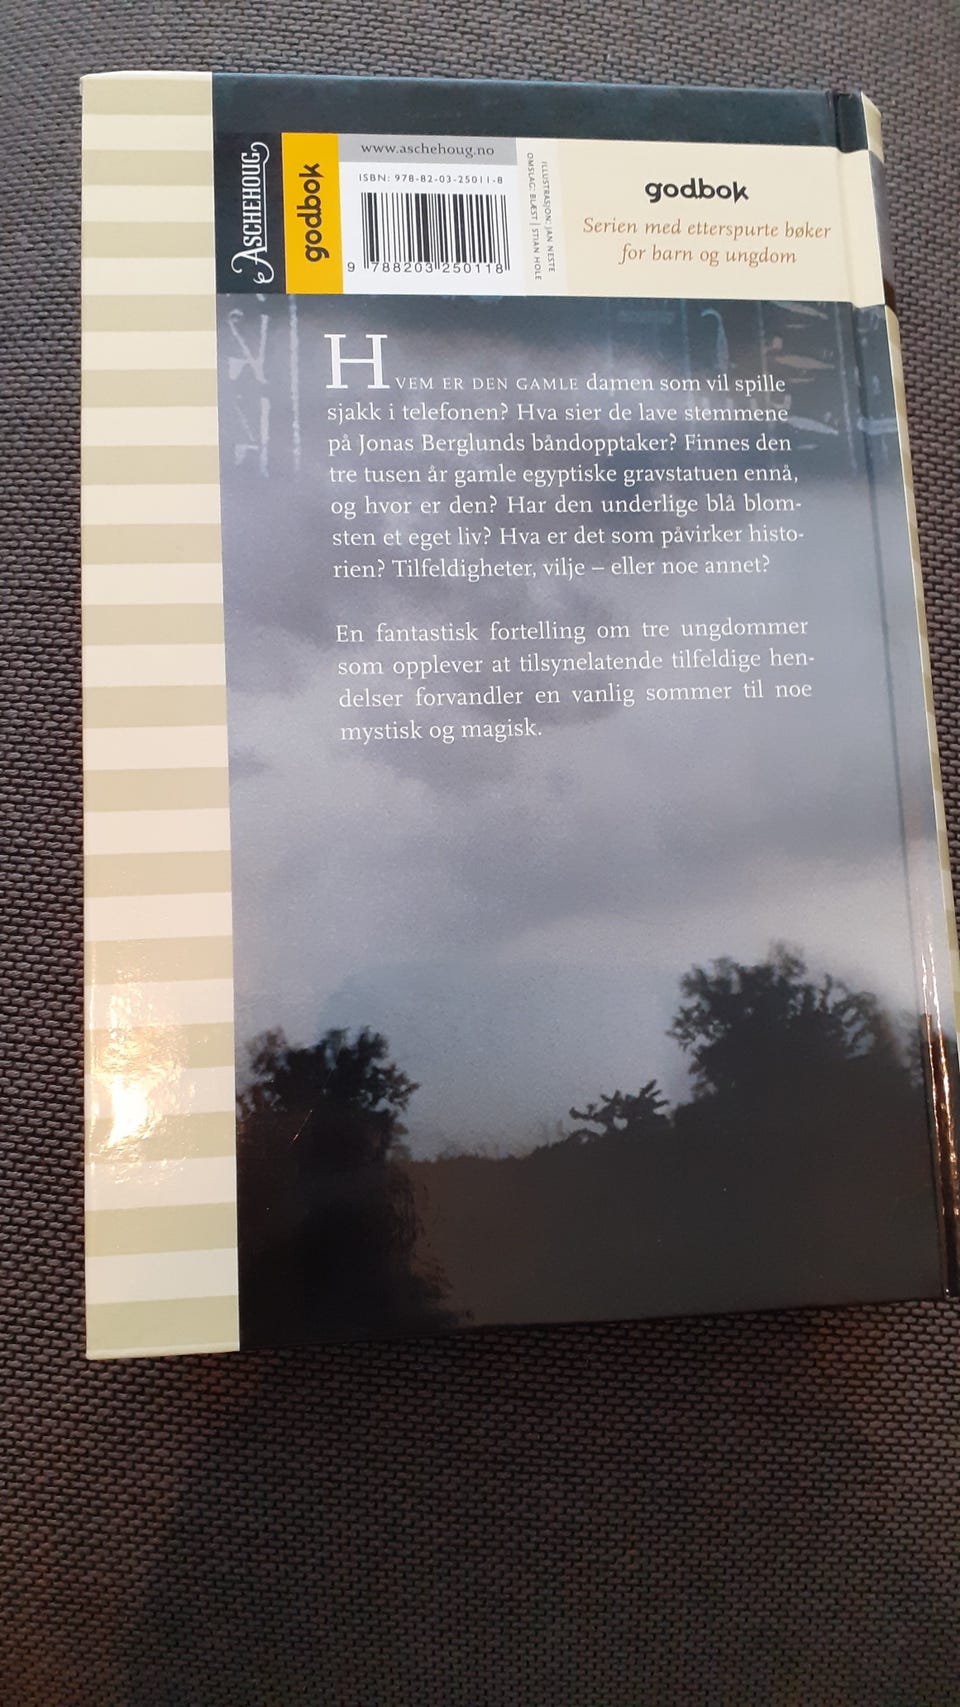 ASCHEHOUG
godbok
www.aschehoug.no
ISBN: 978-82-03-25011-8
9 788203 250118
ILLUSTRASJON: JAN NESTE
OMSLAG: BLÆST | STIAN HOLE
godbok
Serien med etterspurte bøker
for barn og ungdom
HVEM ER DEN GAMLE damen som vil spille
sjakk i telefonen? Hva sier de lave stemmene
på Jonas Berglunds båndopptaker? Finnes den
tre tusen år gamle egyptiske gravstatuen ennå,
og hvor er den? Har den underlige blå blom-
sten et eget liv? Hva er det som påvirker histo-
rien? Tilfeldigheter, vilje – eller noe annet?
En fantastisk fortelling om tre ungdommer
som opplever at tilsynelatende tilfeldige hen-
delser forvandler en vanlig sommer til noe
mystisk og magisk.